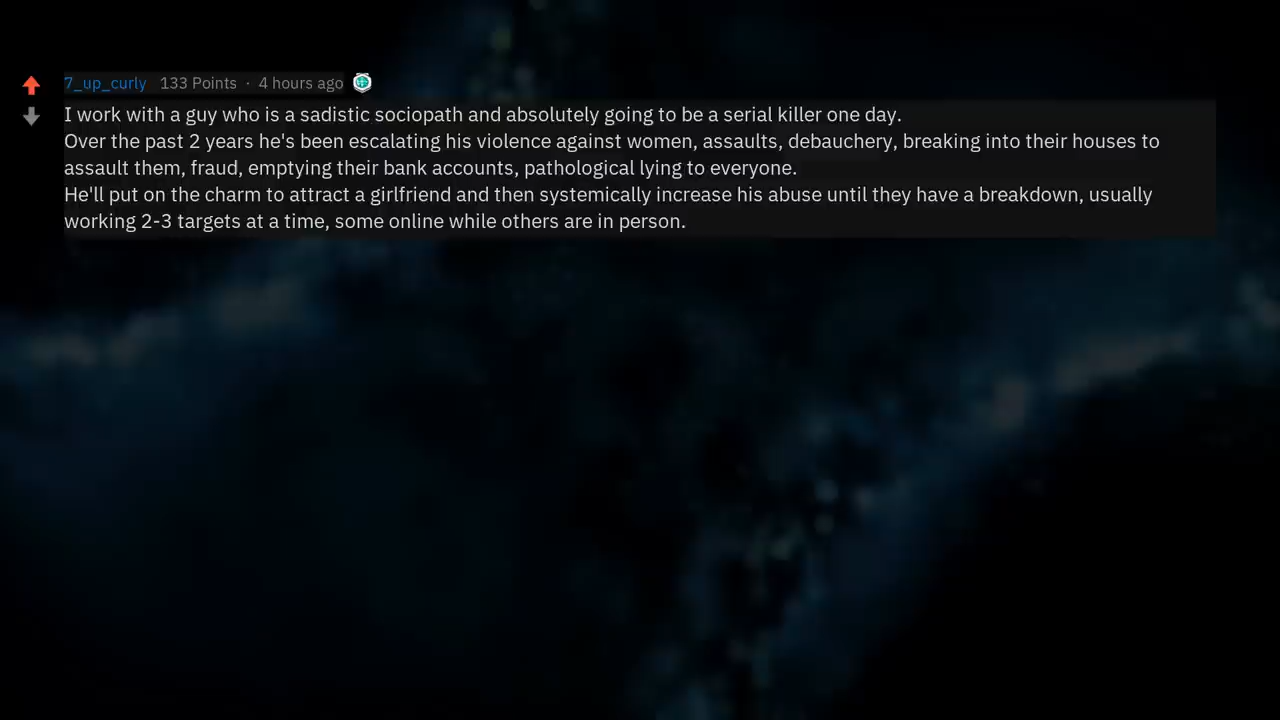 7_up_curly 133 Points · 4 hours ago
I work with a guy who is a sadistic sociopath and absolutely going to be a serial killer one day.
Over the past 2 years he's been escalating his violence against women, assaults, debauchery, breaking into their houses to
assault them, fraud, emptying their bank accounts, pathological lying to everyone.
He'll put on the charm to attract a girlfriend and then systemically increase his abuse until they have a breakdown, usually
working 2-3 targets at a time, some online while others are in person.